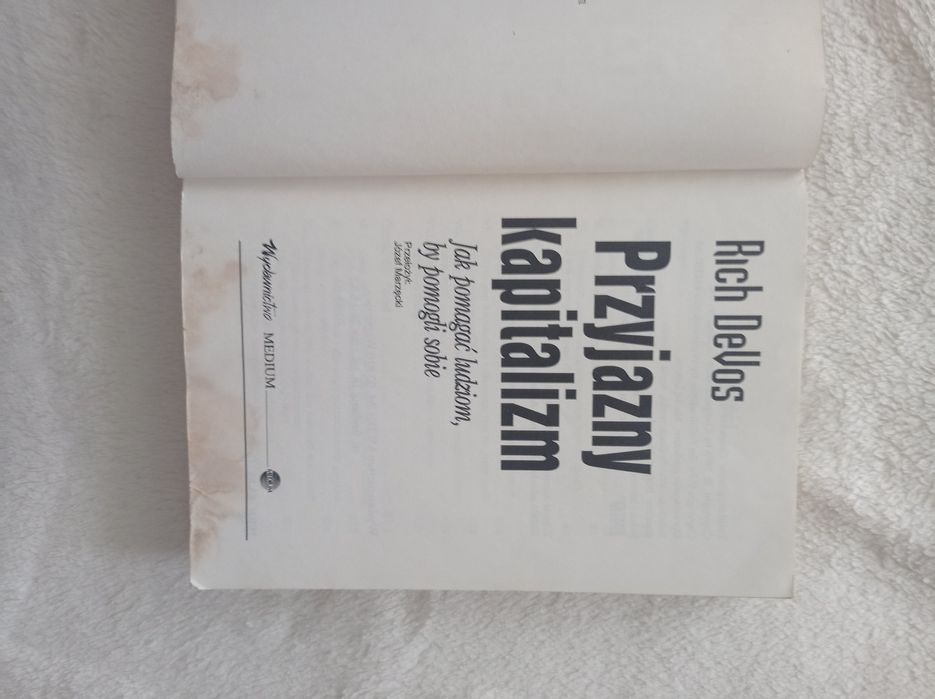 Rich DeVos
Przyjazny
kapitalizm
Jak pomagać ludziom,
by pomogli sobie
Przełożył:
Józef Marzęcki
Wydawnictwo MEDIUM